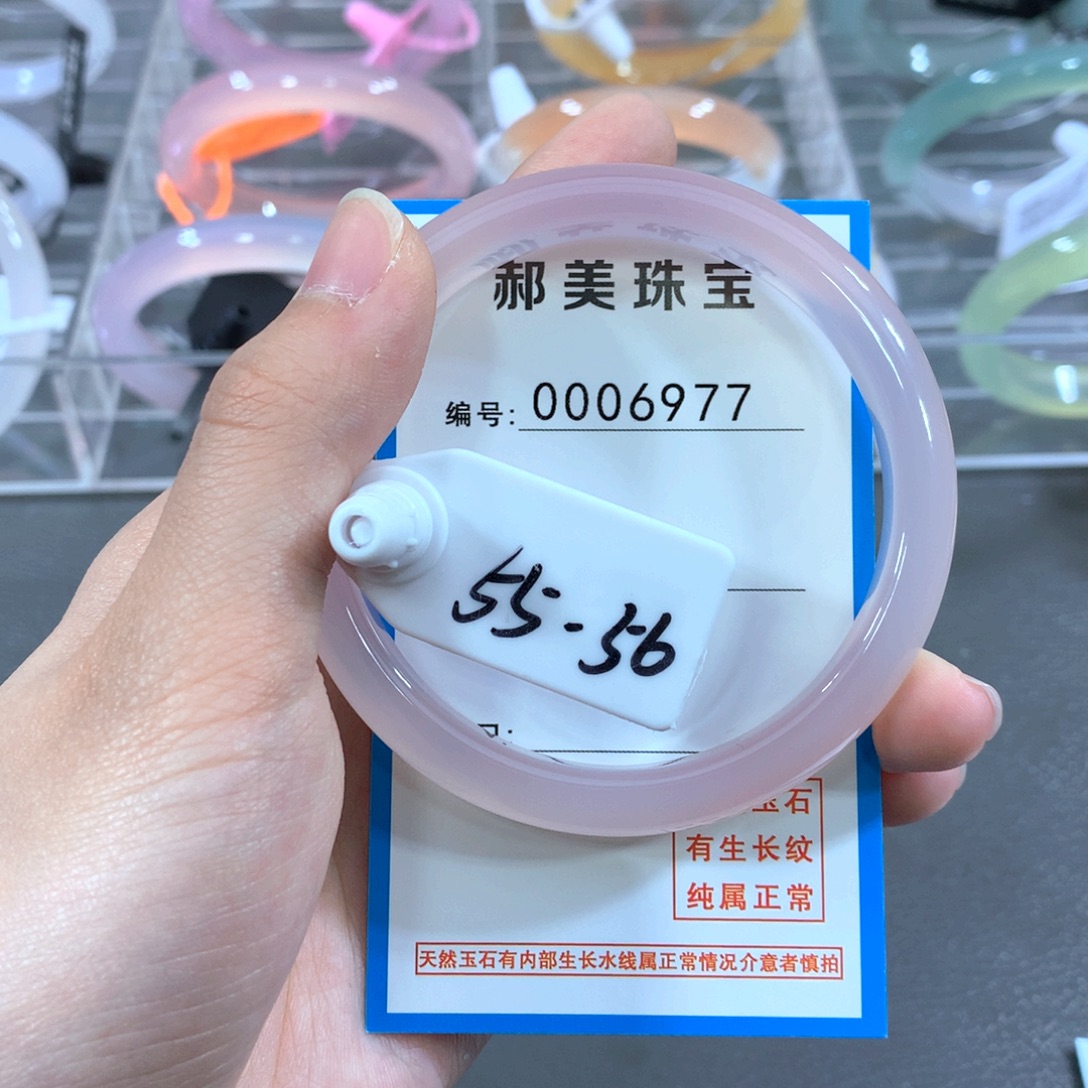 郝美珠宝
编号: 0006977
55-56
玉石
有生长纹
纯属正常
天然玉石有内部生长水线属正常情况介意者慎拍